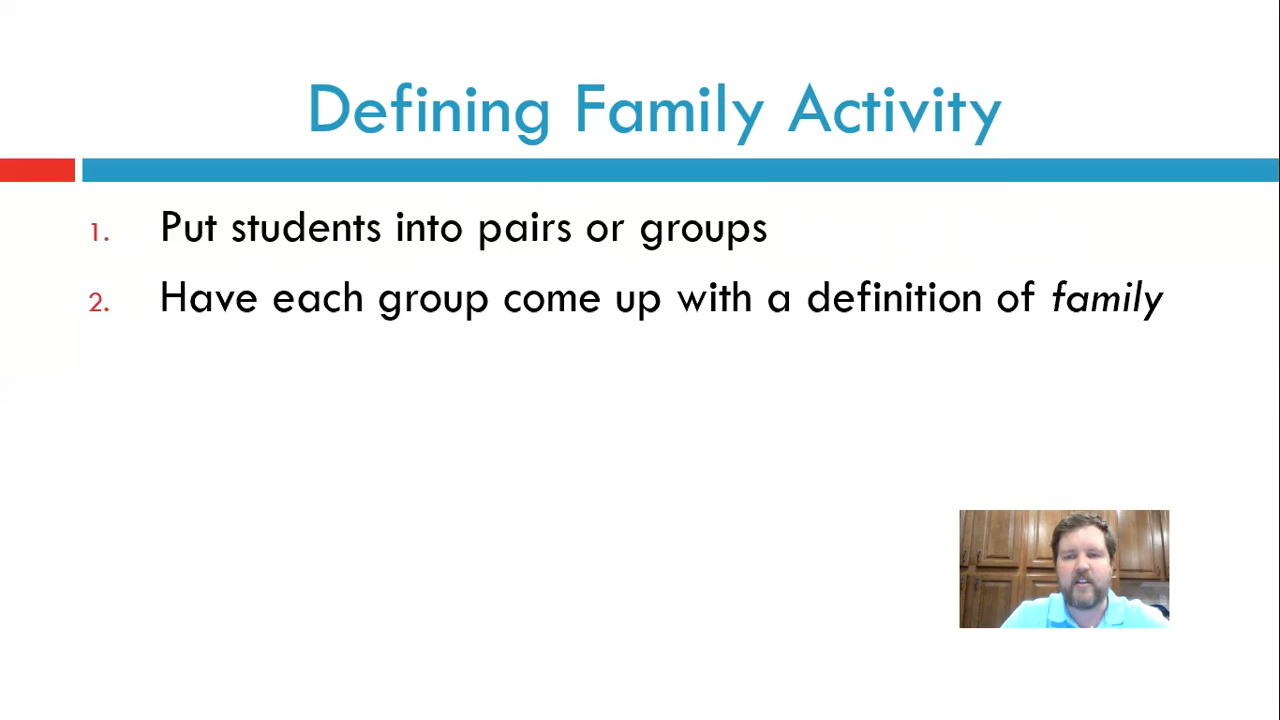 Defining Family Activity
1. Put students into pairs or groups
2. Have each group come up with a definition of family